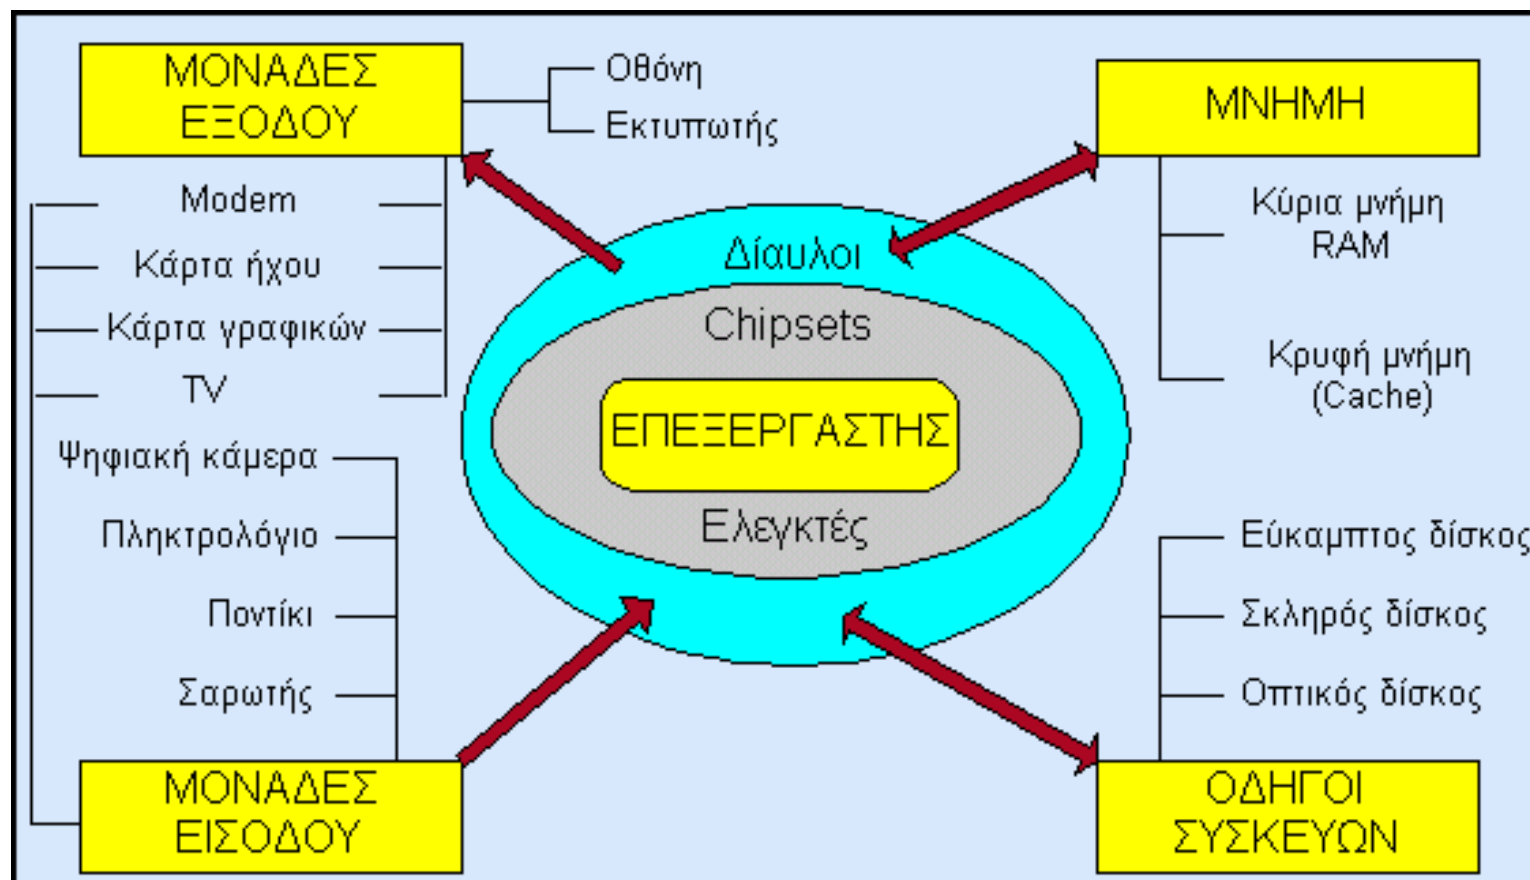 ΜΟΝΑΔΕΣ
ΕΞΟΔΟΥ
Οθόνη
Εκτυπωτής
ΜΝΗΜΗ
Modem
Κάρτα ήχου
Κάρτα γραφικών
TV
Κύρια μνήμη
RAM
Κρυφή μνήμη
(Cache)
Δίαυλοι
Chipsets
ΕΠΕΞΕΡΓΑΣΤΗΣ
Ελεγκτές
Ψηφιακή κάμερα
Πληκτρολόγιο
Ποντίκι
Σαρωτής
Εύκαμπτος δίσκος
Σκληρός δίσκος
Οπτικός δίσκος
ΜΟΝΑΔΕΣ
ΕΙΣΟΔΟΥ
ΟΔΗΓΟΙ
ΣΥΣΚΕΥΩΝ